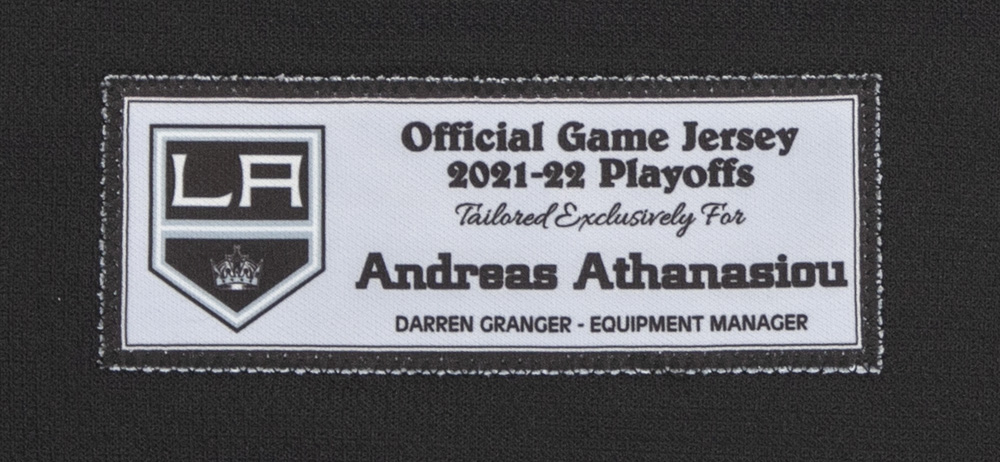 LA
Official Game Jersey
2021-22 Playoffs
Tailored Exclusively For
Andreas Athanasiou
DARREN GRANGER - EQUIPMENT MANAGER